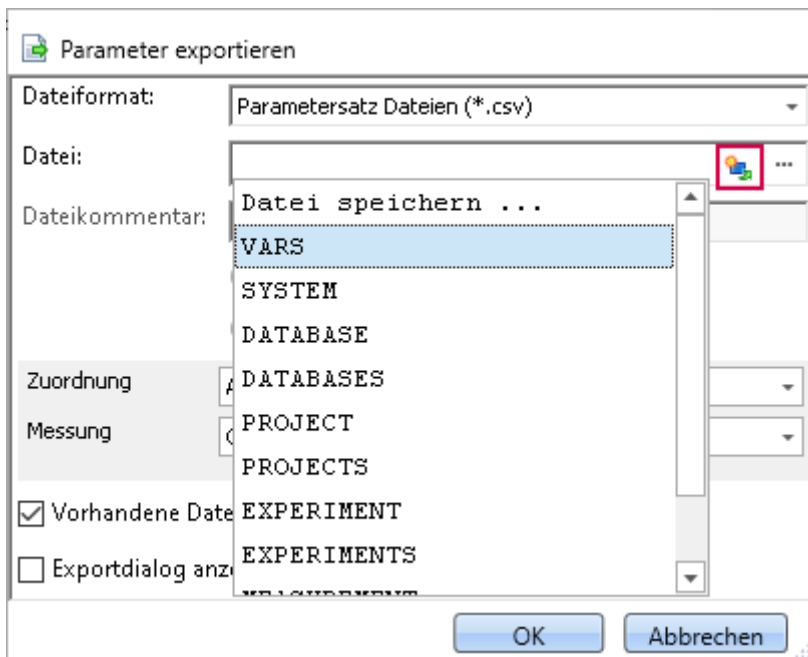 Parameter exportieren
Dateiformat:
Parametersatz Dateien (*.csv)
Datei:
...
Dateikommentar:
Datei speichern ...
VARS
SYSTEM
DATABASE
DATABASES
Zuordnung
PROJECT
Messung
PROJECTS
EXPERIMENT
Vorhandene Date
EXPERIMENTS
Exportdialog anz
MEASUREMENT
OK
Abbrechen